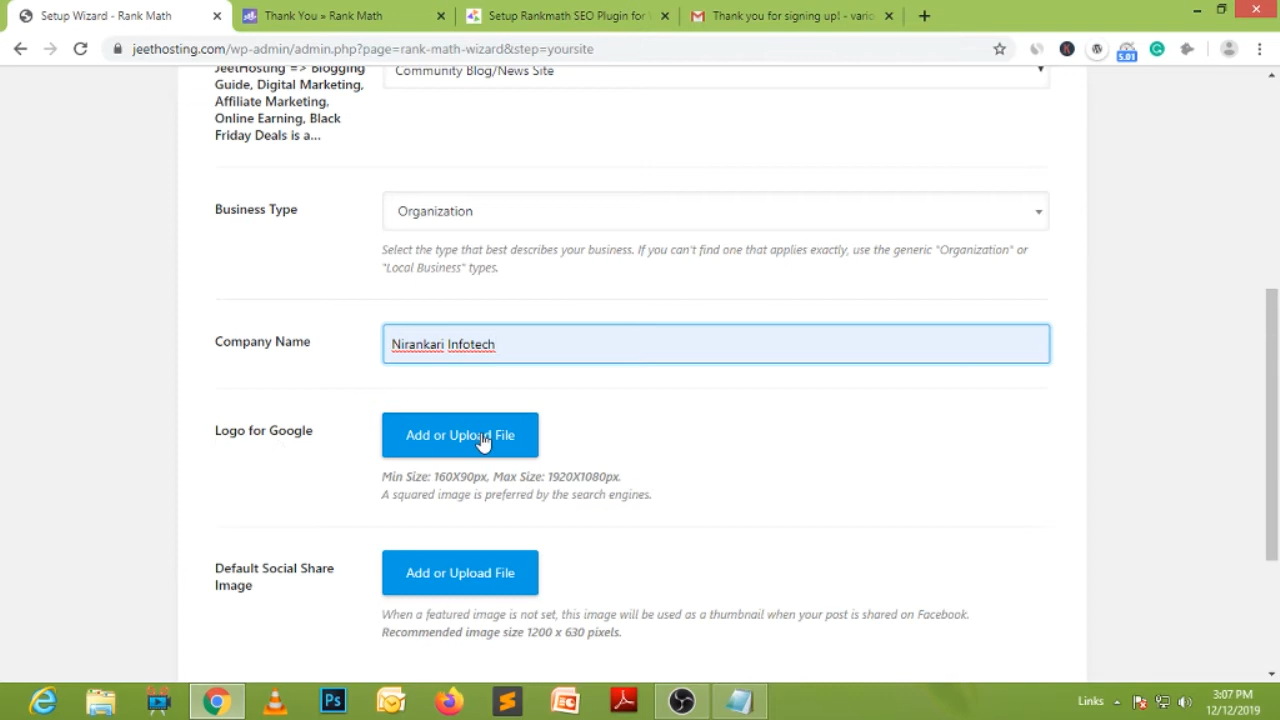 Setup Wizard - Rank Math
Thank You » Rank Math
Setup Rankmath SEO Plugin for
Thank you for signing up! - vario
jeethosting.com/wp-admin/admin.php?page=rank-math-wizard&step=yoursite
5.01
JeetHosting => Blogging
Guide, Digital Marketing,
Affiliate Marketing,
Online Earning, Black
Friday Deals is a...
Community Blog/News Site
Business Type
Organization
Select the type that best describes your business. If you can't find one that applies exactly, use the generic "Organization" or
"Local Business" types.
Company Name
Nirankari Infotech
Logo for Google
Add or Upload File
Min Size: 160X90px, Max Size: 1920X1080px.
A squared image is preferred by the search engines.
Default Social Share
Image
Add or Upload File
When a featured image is not set, this image will be used as a thumbnail when your post is shared on Facebook.
Recommended image size 1200 x 630 pixels.
Ps
Links
3:07 PM
12/12/2019